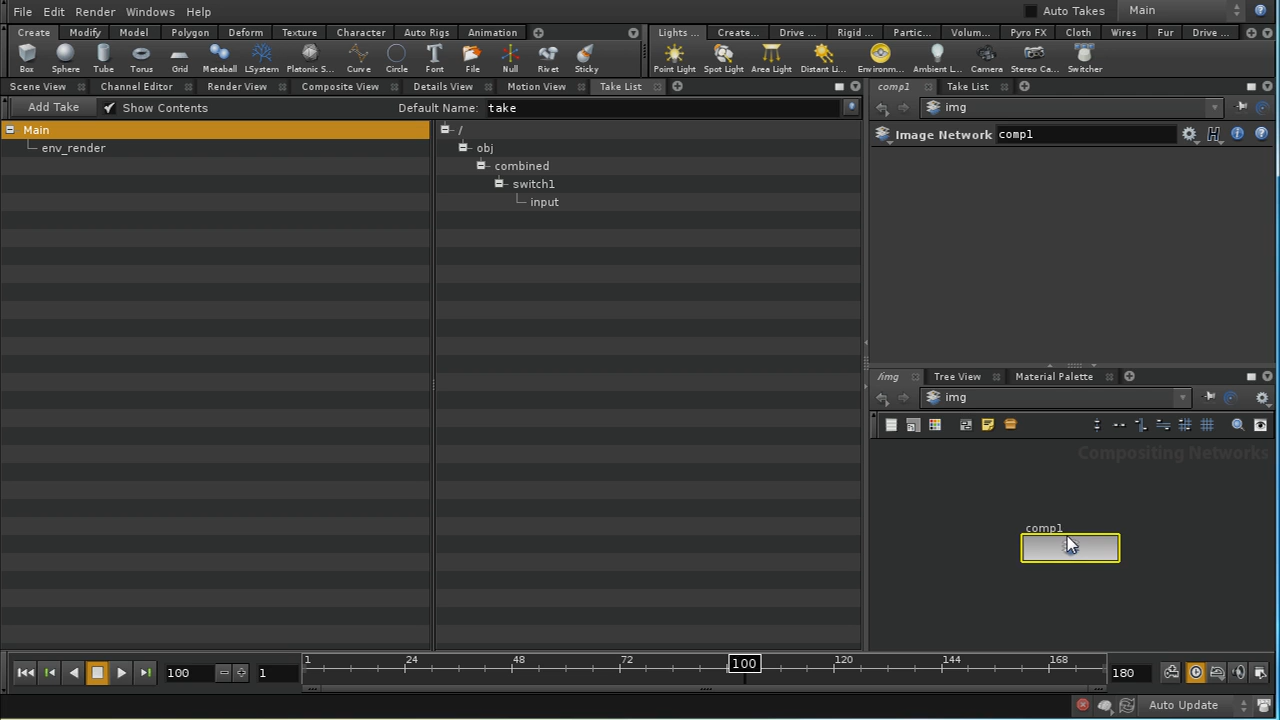 File Edit Render Windows Help Auto Takes Main
Create Modify Model Polygon Deform Texture Character Auto Rigs Animation Lights ... Create... Drive ... Rigid ... Partic... Volum... Pyro FX Cloth Wires Fur Drive ...
Box Sphere Tube Torus Grid Metaball LSystem Platonic S... Curve Circle Font File Null Rivet Sticky Point Light Spot Light Area Light Distant Li... Environm... Ambient L... Camera Stereo Ca... Switcher
Scene View Channel Editor Render View Composite View Details View Motion View Take List comp1 Take List
Add Take Show Contents Default Name: take img
Main /
env_render obj
Image Network comp1
combined
switch1
input
/img Tree View Material Palette
img
Compositing Networks
comp1
100 1 1 24 48 72 100 120 144 168 180
Auto Update